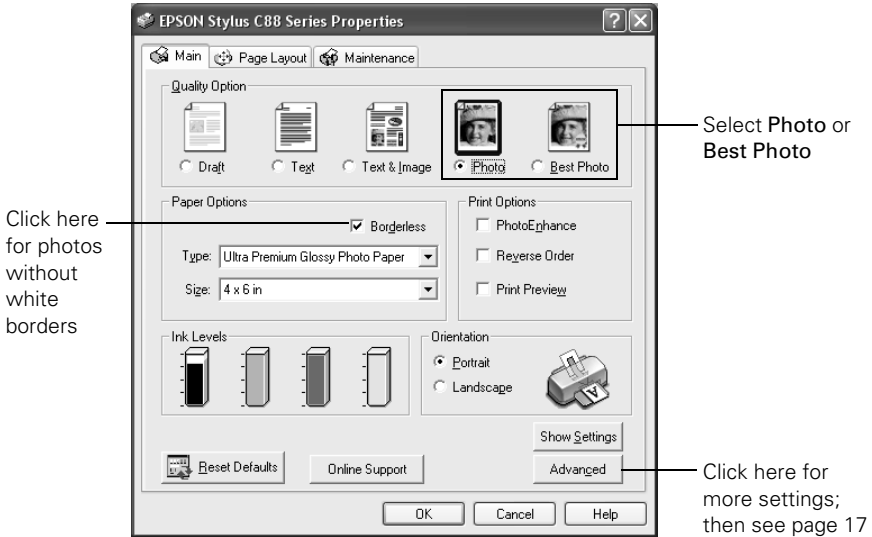 EPSON Stylus C88 Series Properties
Main Page Layout Maintenance
Quality Option
Draft Text Text & Image Photo Best Photo
Select Photo or
Best Photo
Click here
for photos
without
white
borders
Paper Options
Borderless
Type: Ultra Premium Glossy Photo Paper
Size: 4 x 6 in
Print Options
PhotoEnhance
Reverse Order
Print Preview
Ink Levels
Orientation
Portrait
Landscape
Show Settings
Reset Defaults Online Support Advanced
Click here for
more settings;
then see page 17
OK Cancel Help